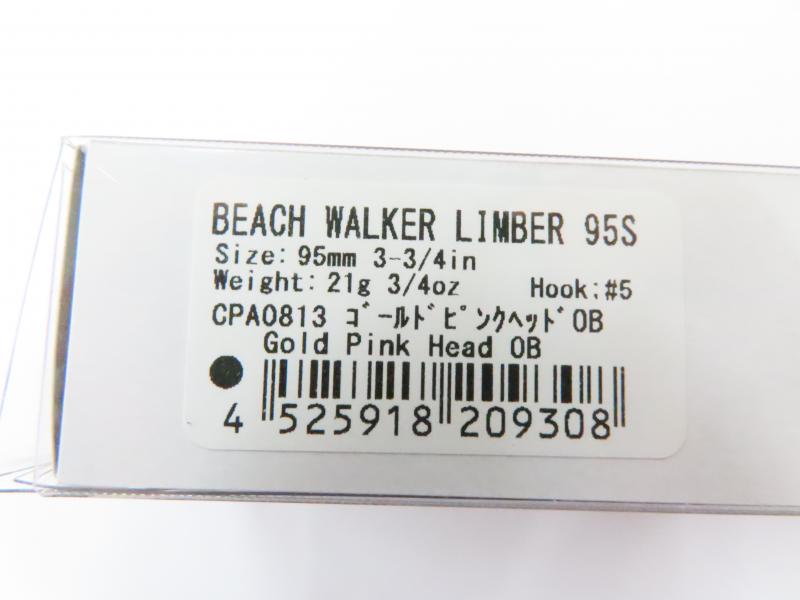 BEACH WALKER LIMBER 95S
Size: 95mm 3-3/4in
Weight: 21g 3/4oz Hook:#5
CPA0813 ｺﾞｰﾙﾄﾞﾋﾟﾝｸﾍｯﾄﾞOB
Gold Pink Head OB
4 525918 209308